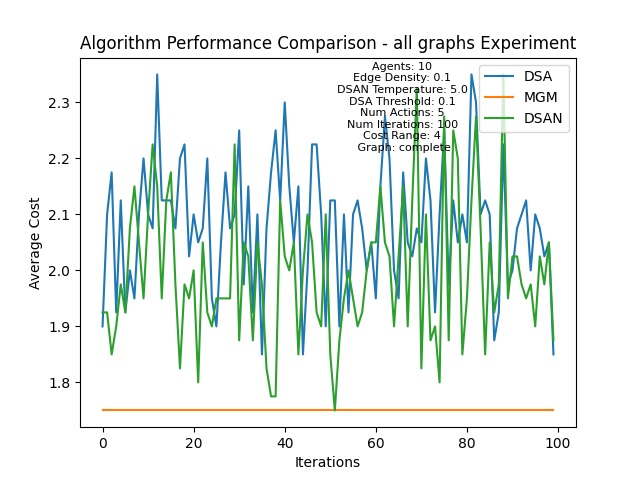 Algorithm Performance Comparison - all graphs Experiment
Agents: 10
Edge Density: 0.1
DSAN Temperature: 5.0
DSA Threshold: 0.1
Num Actions: 5
Num Iterations: 100
Cost Range: 4
Graph: complete
DSA
MGM
DSAN
Average Cost
2.3
2.2
2.1
2.0
1.9
1.8
0
20
40
60
80
100
Iterations